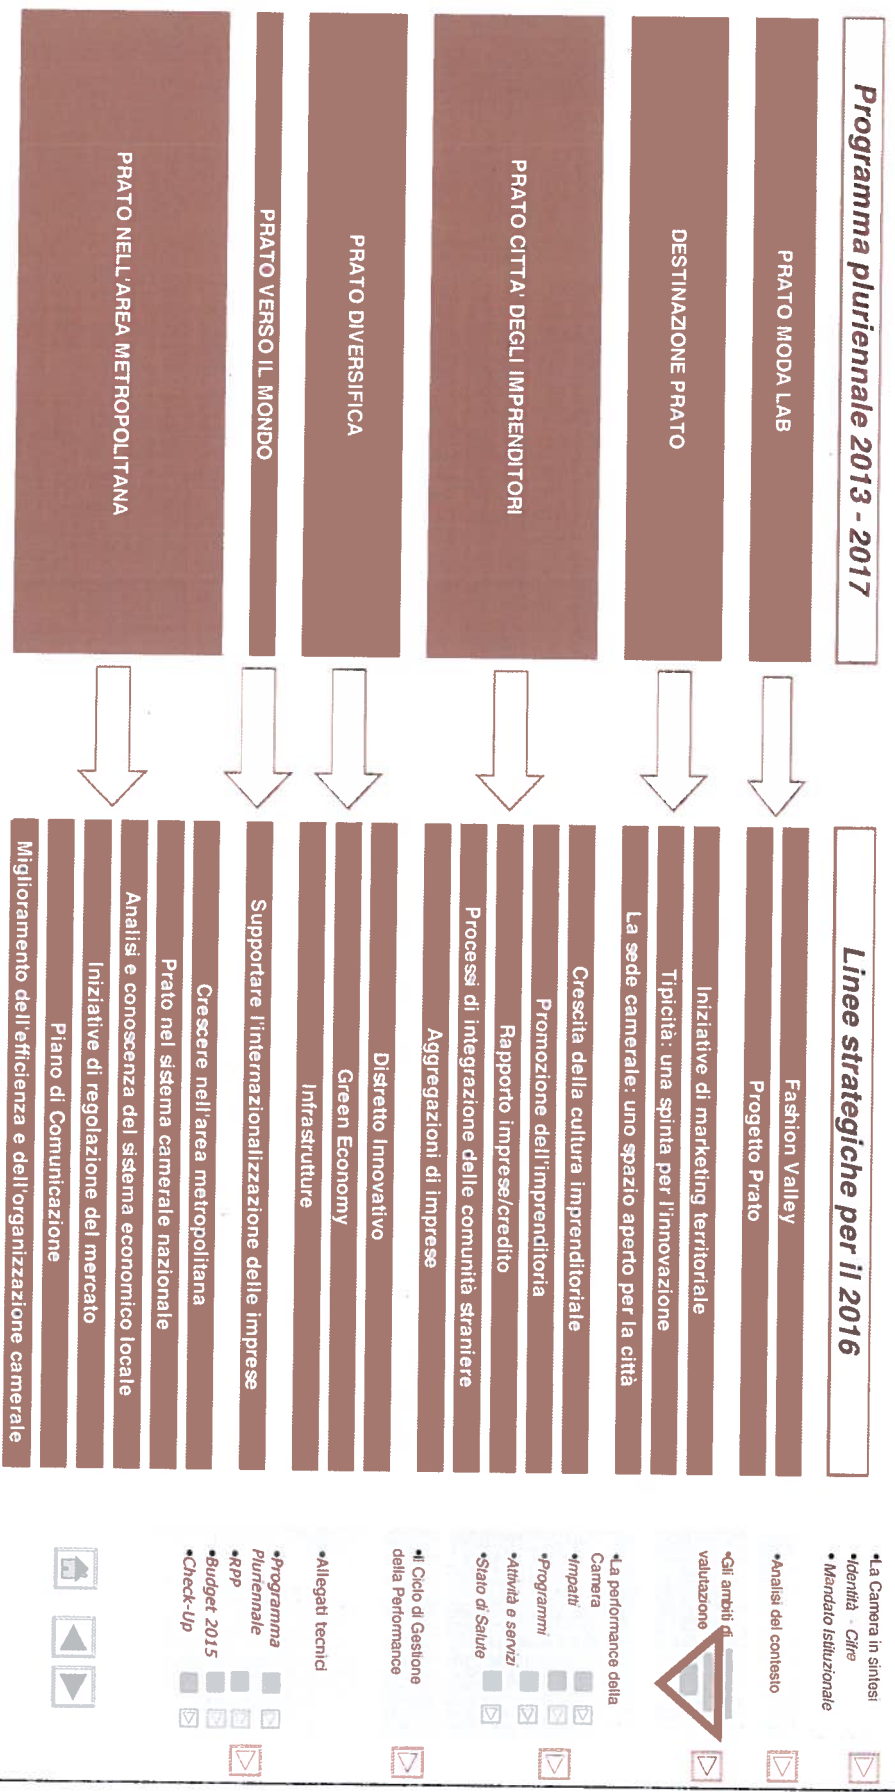 Programma pluriennale 2013 - 2017
PRATO MODA LAB
DESTINAZIONE PRATO
PRATO CITTA' DEGLI IMPRENDITORI
PRATO DIVERSIFICA
PRATO VERSO IL MONDO
PRATO NELL'AREA METROPOLITANA
Linee strategiche per il 2016
Fashion Valley
Progetto Prato
Iniziative di marketing territoriale
Tipicità: una spinta per l'innovazione
La sede camerale: uno spazio aperto per la città
Crescita della cultura imprenditoriale
Promozione dell'imprenditoria
Rapporto imprese/credito
Processi di integrazione delle comunità straniere
Aggregazioni di imprese
Distretto Innovativo
Green Economy
Infrastrutture
Supportare l'internazionalizzazione delle imprese
Crescere nell'area metropolitana
Prato nel sistema camerale nazionale
Analisi e conoscenza del sistema economico locale
Iniziative di regolazione del mercato
Piano di Comunicazione
Miglioramento dell'efficienza e dell'organizzazione camerale
•La Camera in sintesi
•Identità - Cifre
• Mandato Istituzionale
•Analisi del contesto
•Gli ambiti di
valutazione
•La performance della
Camera
•Impatti
•Programmi
•Attività e servizi
•Stato di Salute
•Il Ciclo di Gestione
della Performance
•Allegati tecnici
•Programma
Pluriennale
•RPP
•Budget 2015
•Check-Up